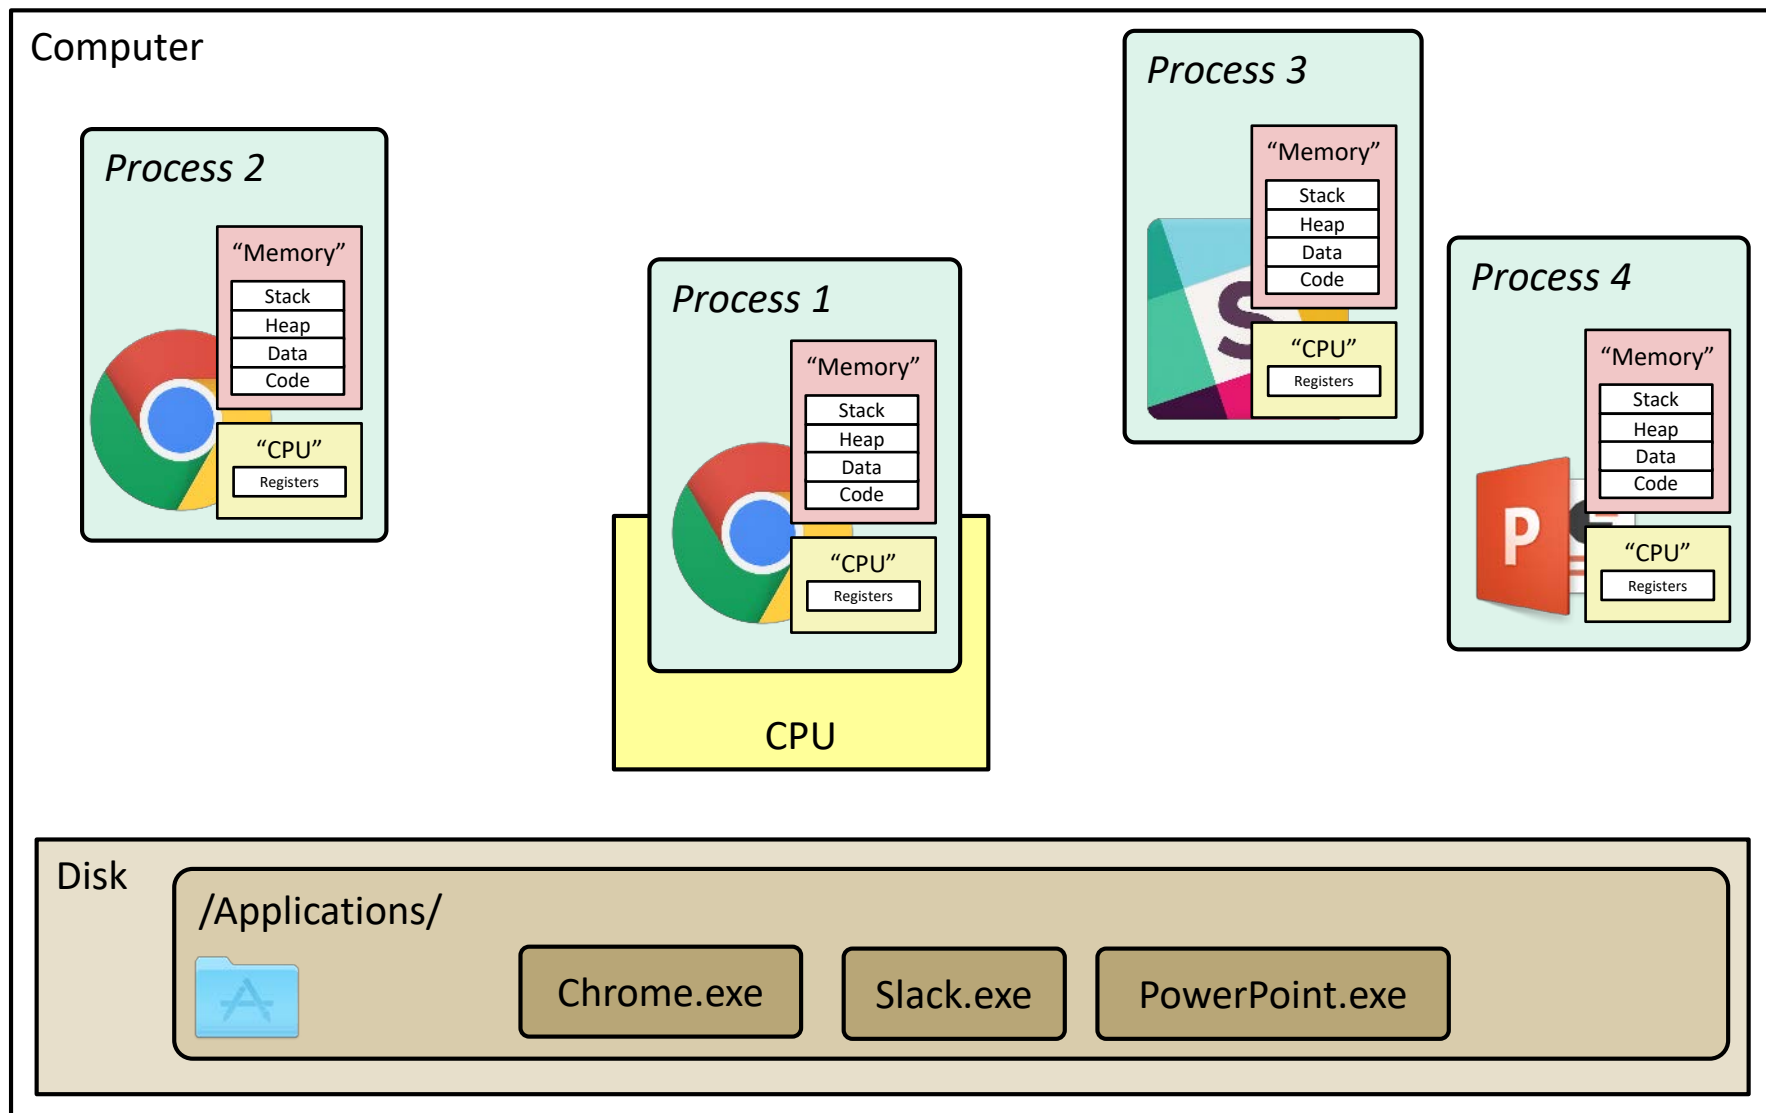 Computer
Process 2
“Memory”
Stack
Heap
Data
Code
“CPU”
Registers
Process 1
“Memory”
Stack
Heap
Data
Code
“CPU”
Registers
CPU
Process 3
“Memory”
Stack
Heap
Data
Code
S
“CPU”
Registers
Process 4
“Memory”
Stack
Heap
Data
Code
P
“CPU”
Registers
Disk
/Applications/
Chrome.exe
Slack.exe
PowerPoint.exe